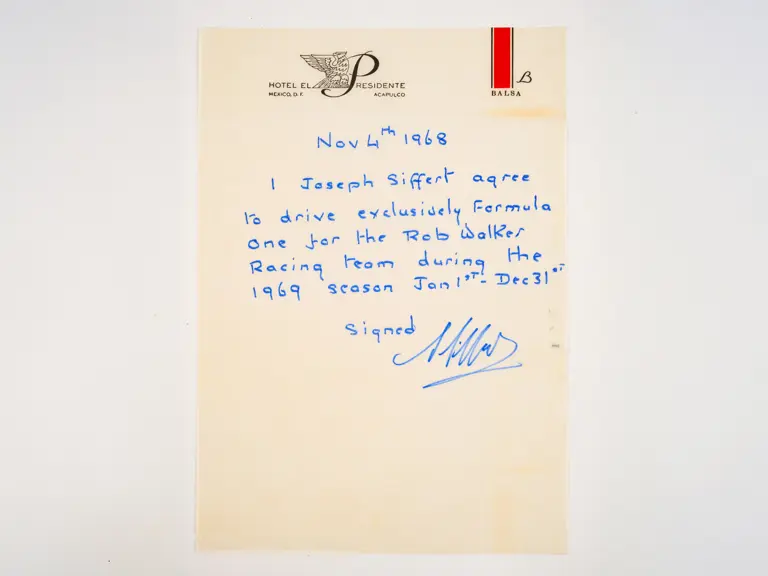 HOTEL EL PRESIDENTE
MEXICO, D. F. ACAPULCO
B
BALSA
Nov 4th 1968
I Joseph Siffert agree
to drive exclusively Formula
One for the Rob Walker
Racing team during the
1969 season Jan 1ST - Dec 31ST
Signed